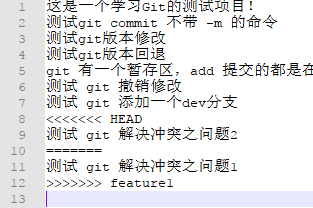 1 这是一个学习Git的测试项目！
2 测试git commit 不带 -m 的命令
3 测试git版本修改
4 测试git版本回退
5 git 有一个暂存区，add 提交的都是在
6 测试 git 撤销修改
7 测试 git 添加一个dev分支
8 <<<<<<< HEAD
9 测试 git 解决冲突之问题2
10 =======
11 测试 git 解决冲突之问题1
12 >>>>>>> feature1
13